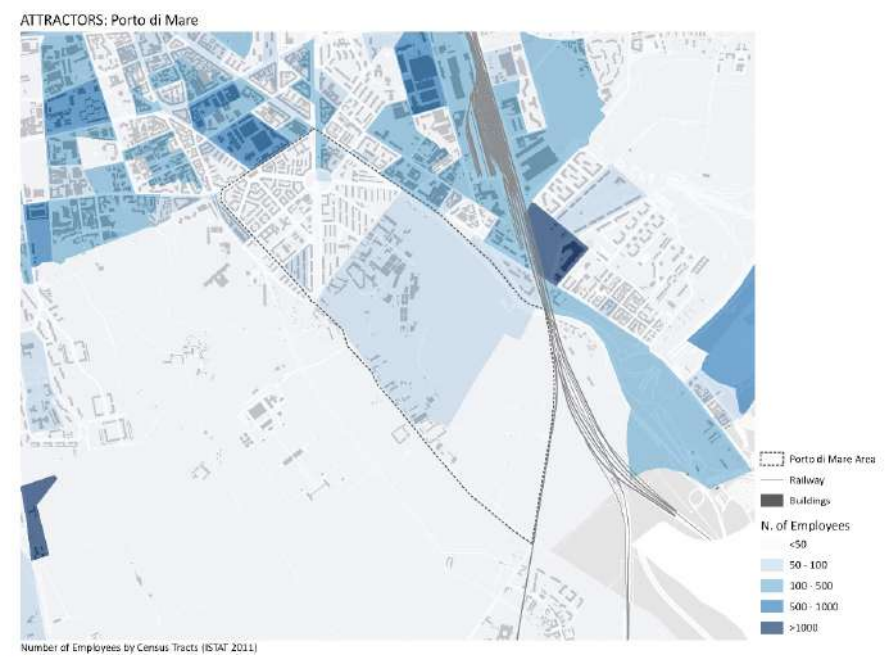 ATTRACTORS: Porto di Mare
Porto di Mare Area
Railway
Buildings
N. of Employees
<50
50 - 100
100 - 500
500 - 1000
>1000
Number of Employees by Census Tracts (ISTAT 2011)